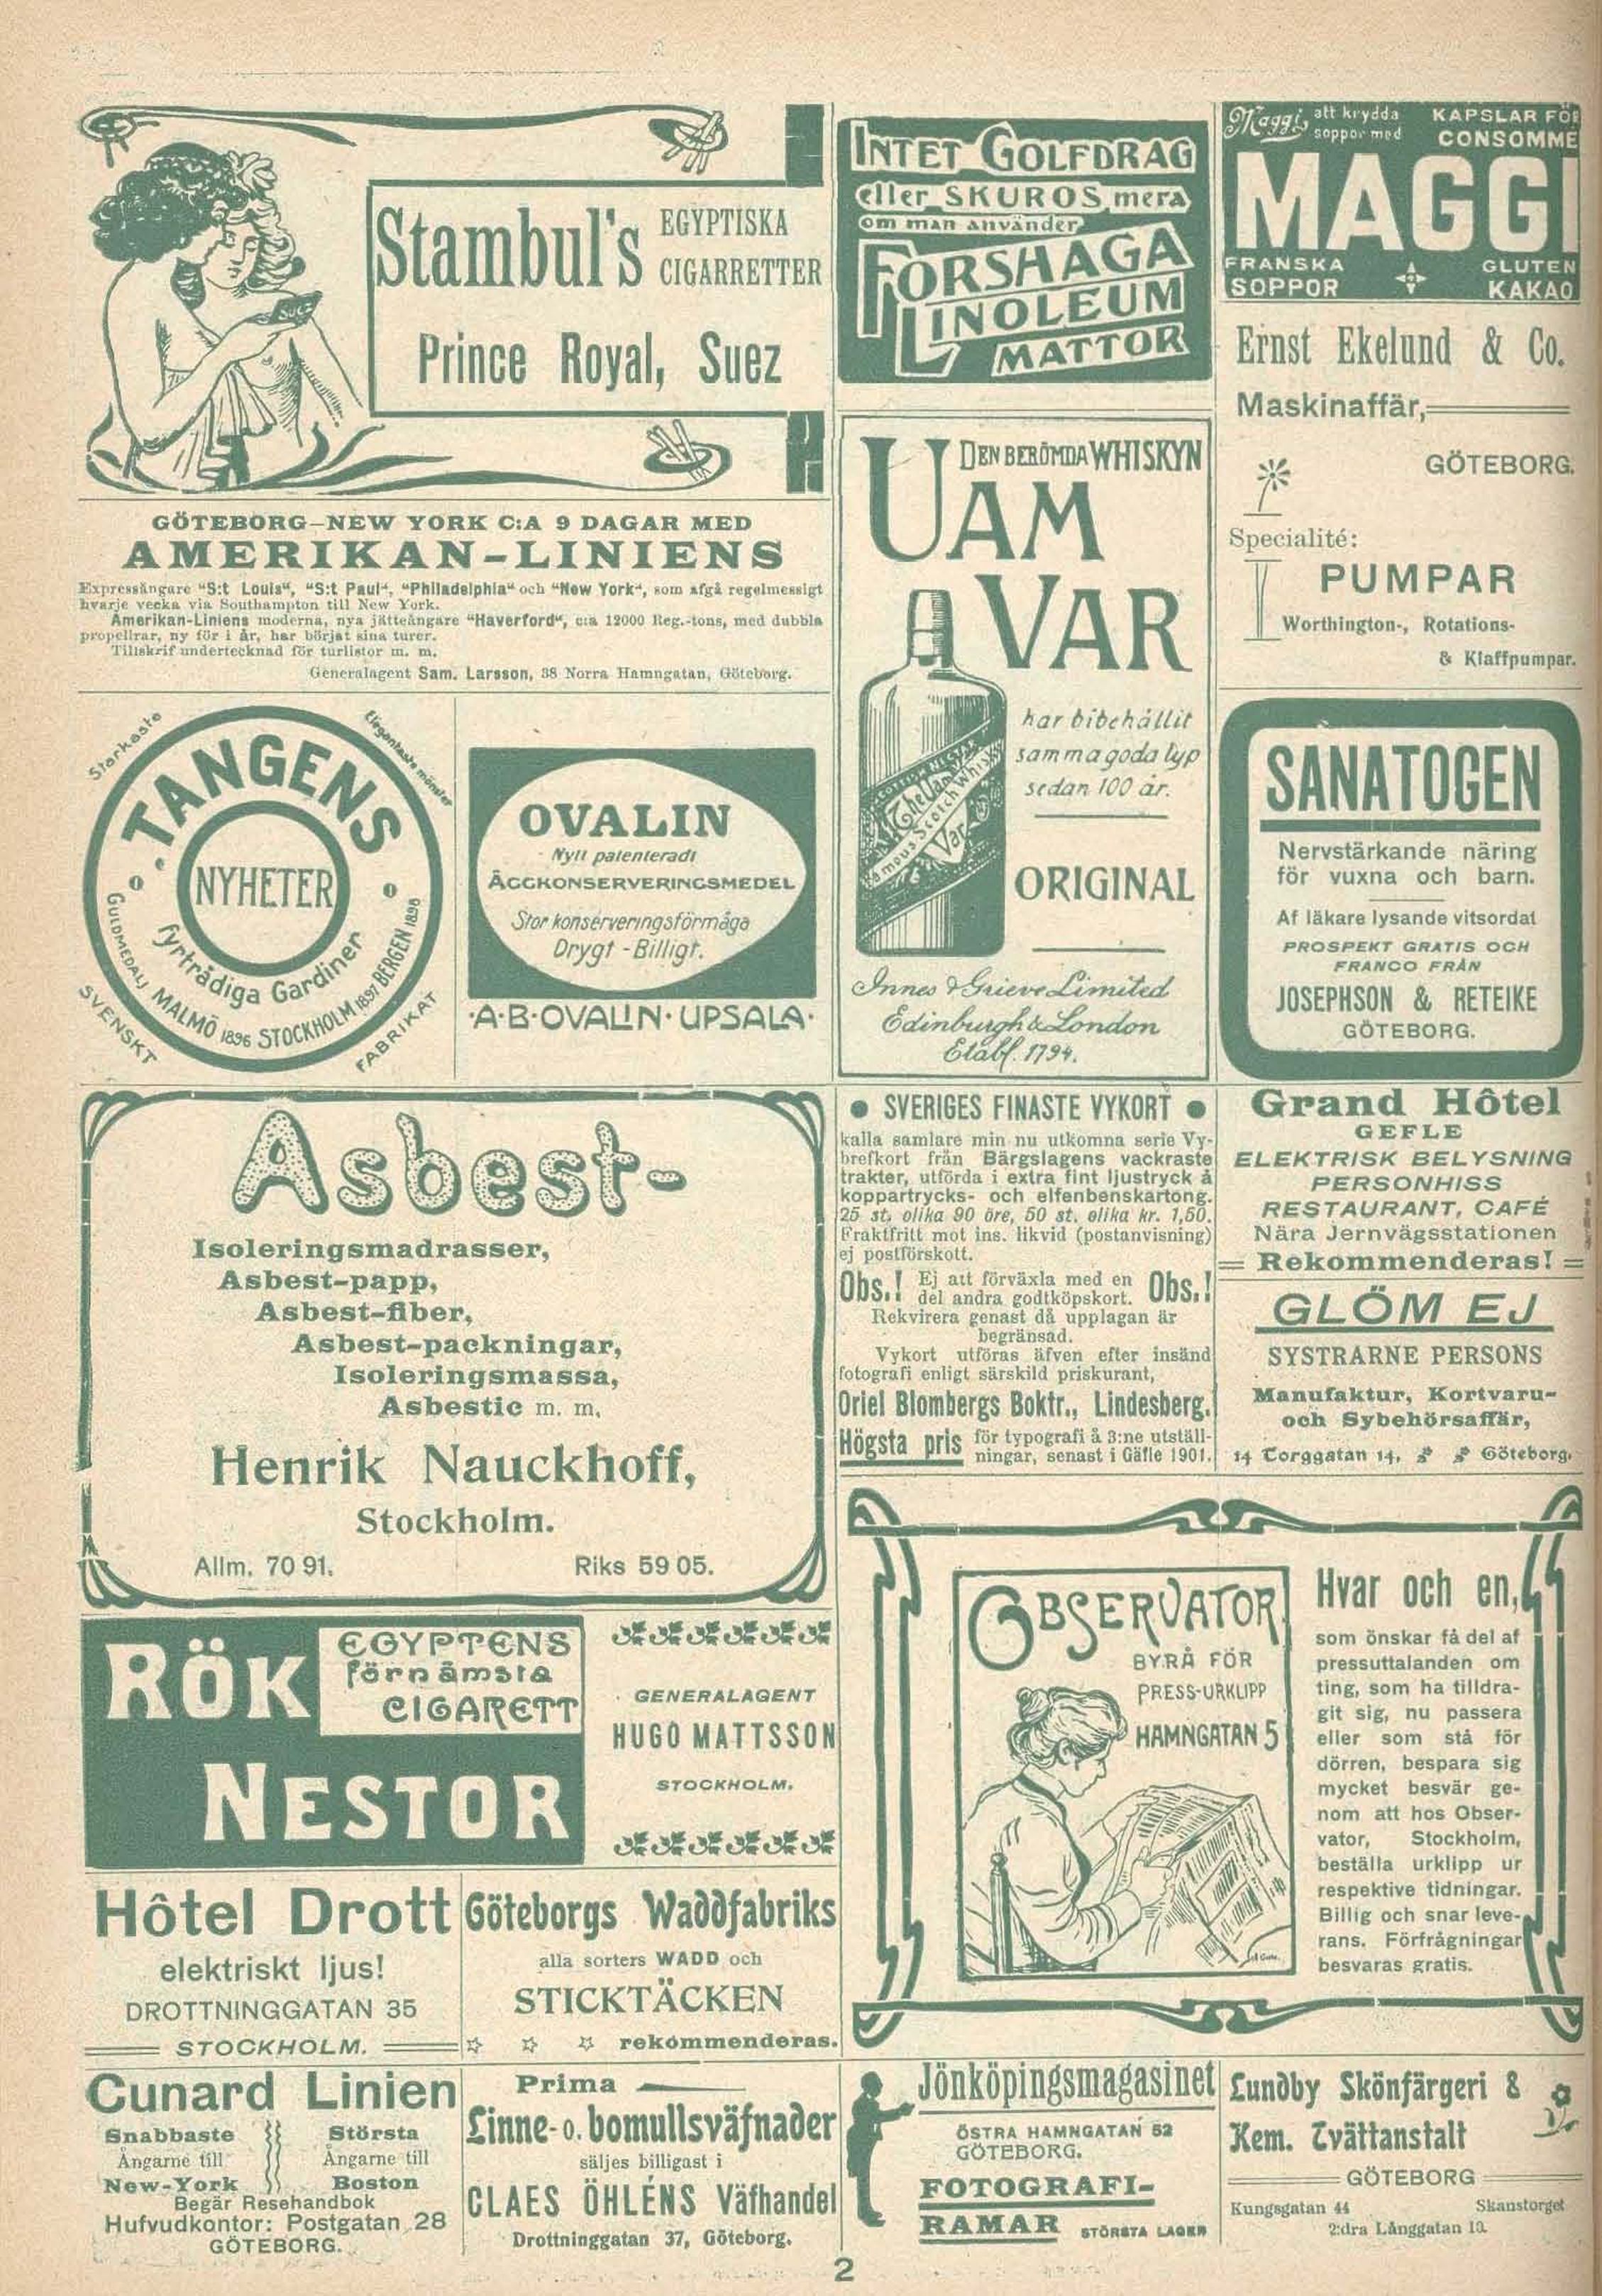 Stambul's EGYPTISKA CIGARRETTER
Prince Royal, Suez
INTET GOLFDRAG
eller SKUROS mera
om man använder
FORSHAGA
LINOLEUM
MATTOR
Maggi, att krydda soppor med
KAPSLAR FÖR
CONSOMMÉ
MAGGI
FRANSKA SOPPOR
GLUTEN KAKAO
Ernst Ekelund & Co.
Maskinaffär,
GÖTEBORG.
Specialité:
PUMPAR
Worthington-, Rotations-
& Klaffpumpar.
GÖTEBORG–NEW YORK C:A 9 DAGAR MED
AMERIKAN-LINIENS
Expressångare "S:t Louis", "S:t Paul", "Philadelphia" och "New York", som afgå regelmessigt
hvarje vecka via Southampton till New York.
Amerikan-Liniens moderna, nya jätteångare "Haverford", c:a 12000 Reg.-tons, med dubbla
propellrar, ny för i år, har börjat sina turer.
Tillskrif undertecknad för turlistor m. m.
Generalagent Sam. Larsson, 38 Norra Hamngatan, Göteborg.
DEN BERÖMDA WHISKYN
UAM
VAR
har bibehållit
samma goda typ
sedan 100 år.
ORIGINAL
The Uam Var
Famous Scotch Whisky
Innes & Grieve Limited
Edinburgh & London
Etabl. 1794.
Starkaste
Elegantaste mönster
TANGENS
NYHETER
fyrtrådiga Gardiner
GULDMEDALJ MALMÖ 1896 STOCKHOLM 1897 BERGEN 1898
SVENSKT
FABRIKAT
OVALIN
Nytt patenteradt
ÄGGKONSERVERINGSMEDEL
Stor konserveringsförmåga
Drygt - Billigt.
A·B·OVALIN·UPSALA·
SANATOGEN
Nervstärkande näring
för vuxna och barn.
Af läkare lysande vitsordat
PROSPEKT GRATIS OCH
FRANCO FRÅN
JOSEPHSON & RETEIKE
GÖTEBORG.
Asbest-
Isoleringsmadrasser,
Asbest-papp,
Asbest-fiber,
Asbest-packningar,
Isoleringsmassa,
Asbestic m. m.
Henrik Nauckhoff,
Stockholm.
Allm. 70 91. Riks 59 05.
SVERIGES FINASTE VYKORT
kalla samlare min nu utkomna serie Vy-
brefkort från Bärgslagens vackraste
trakter, utförda i extra fint ljustryck å
koppartrycks- och elfenbenskartong.
25 st. olika 90 öre, 50 st. olika kr. 1,50.
Fraktfritt mot ins. likvid (postanvisning)
ej postförskott.
Obs.! Ej att förväxla med en
del andra godtköpskort. Obs.!
Rekvirera genast då upplagan är
begränsad.
Vykort utföras äfven efter insänd
fotografi enligt särskild priskurant,
Oriel Blombergs Boktr., Lindesberg.
Högsta pris för typografi å 3:ne utställ-
ningar, senast i Gäfle 1901.
Grand Hôtel
GEFLE
ELEKTRISK BELYSNING
PERSONHISS
RESTAURANT, CAFÉ
Nära Jernvägsstationen
= Rekommenderas! =
GLÖM EJ
SYSTRARNE PERSONS
Manufaktur, Kortvaru-
och Sybehörsaffär,
14 Torggatan 14, Göteborg.
RÖK
EGYPTENS
förnämsta
CIGARETT
NESTOR
GENERALAGENT
HUGO MATTSSON
STOCKHOLM.
OBSERVATOR
BYRÅ FÖR
PRESS-URKLIPP
HAMNGATAN 5
Hvar och en,
som önskar få del af
pressuttalanden om
ting, som ha tilldra-
git sig, nu passera
eller som stå för
dörren, bespara sig
mycket besvär ge-
nom att hos Obser-
vator, Stockholm,
beställa urklipp ur
respektive tidningar.
Billig och snar leve-
rans. Förfrågningar
besvaras gratis.
Hôtel Drott
elektriskt ljus!
DROTTNINGGATAN 35
STOCKHOLM.
Göteborgs Waddfabriks
alla sorters WADD och
STICKTÄCKEN
rekommenderas.
Cunard Linien
Snabbaste Ångarne till New-York
Största Ångarne till Boston
Begär Resehandbok
Hufvudkontor: Postgatan 28
GÖTEBORG.
Prima
Linne- o. bomullsväfnader
säljes billigast i
CLAES ÖHLÉNS Väfhandel
Drottninggatan 37, Göteborg.
Jönköpingsmagasinet
ÖSTRA HAMNGATAN 52
GÖTEBORG.
FOTOGRAFI-
RAMAR STÖRSTA LAGER
Lundby Skönfärgeri &
Kem. Tvättanstalt
GÖTEBORG
Kungsgatan 44 Skanstorget
2:dra Långgatan 13.
2